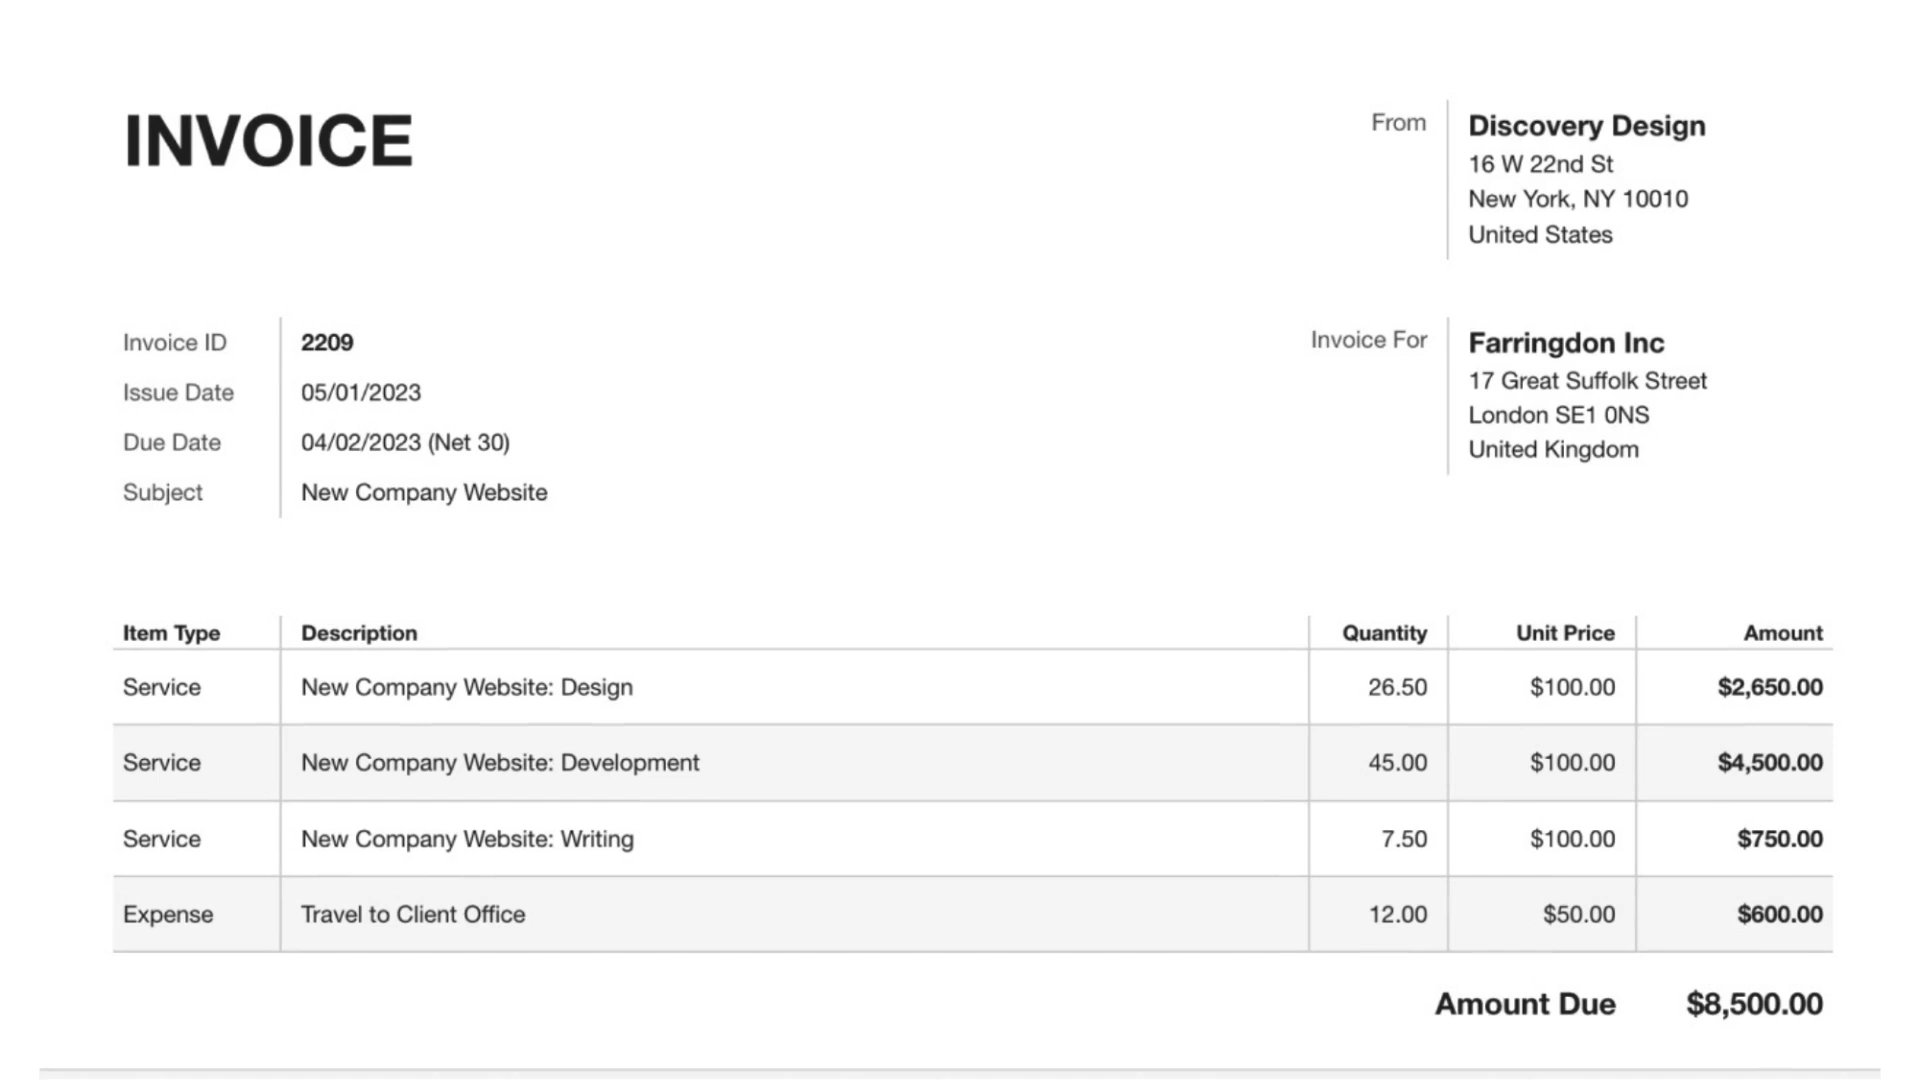 INVOICE
From
Discovery Design
16 W 22nd St
New York, NY 10010
United States
Invoice ID 2209
Issue Date 05/01/2023
Due Date 04/02/2023 (Net 30)
Subject New Company Website
Invoice For
Farringdon Inc
17 Great Suffolk Street
London SE1 0NS
United Kingdom
Item Type Description Quantity Unit Price Amount
Service New Company Website: Design 26.50 $100.00 $2,650.00
Service New Company Website: Development 45.00 $100.00 $4,500.00
Service New Company Website: Writing 7.50 $100.00 $750.00
Expense Travel to Client Office 12.00 $50.00 $600.00
Amount Due $8,500.00